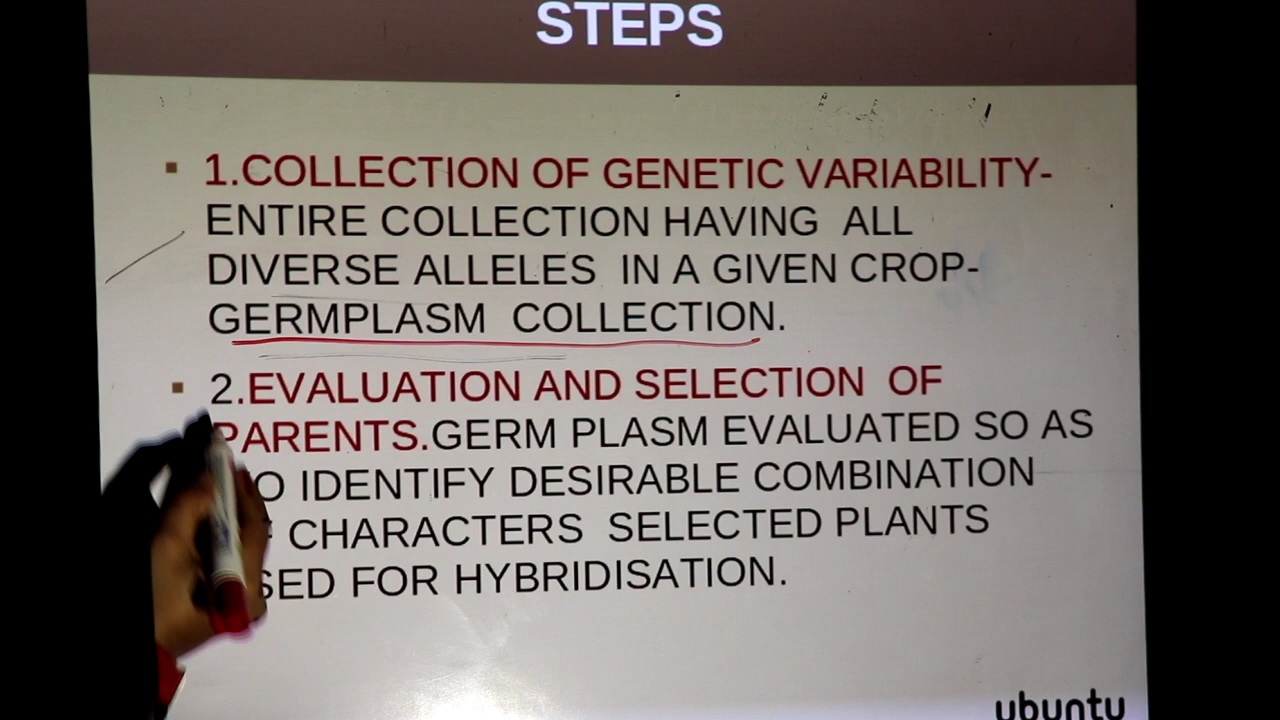 STEPS
1.COLLECTION OF GENETIC VARIABILITY-
ENTIRE COLLECTION HAVING ALL
DIVERSE ALLELES IN A GIVEN CROP-
GERMPLASM COLLECTION.
2.EVALUATION AND SELECTION OF
PARENTS.GERM PLASM EVALUATED SO AS
IDENTIFY DESIRABLE COMBINATION
CHARACTERS SELECTED PLANTS
FOR HYBRIDISATION.
ubuntu